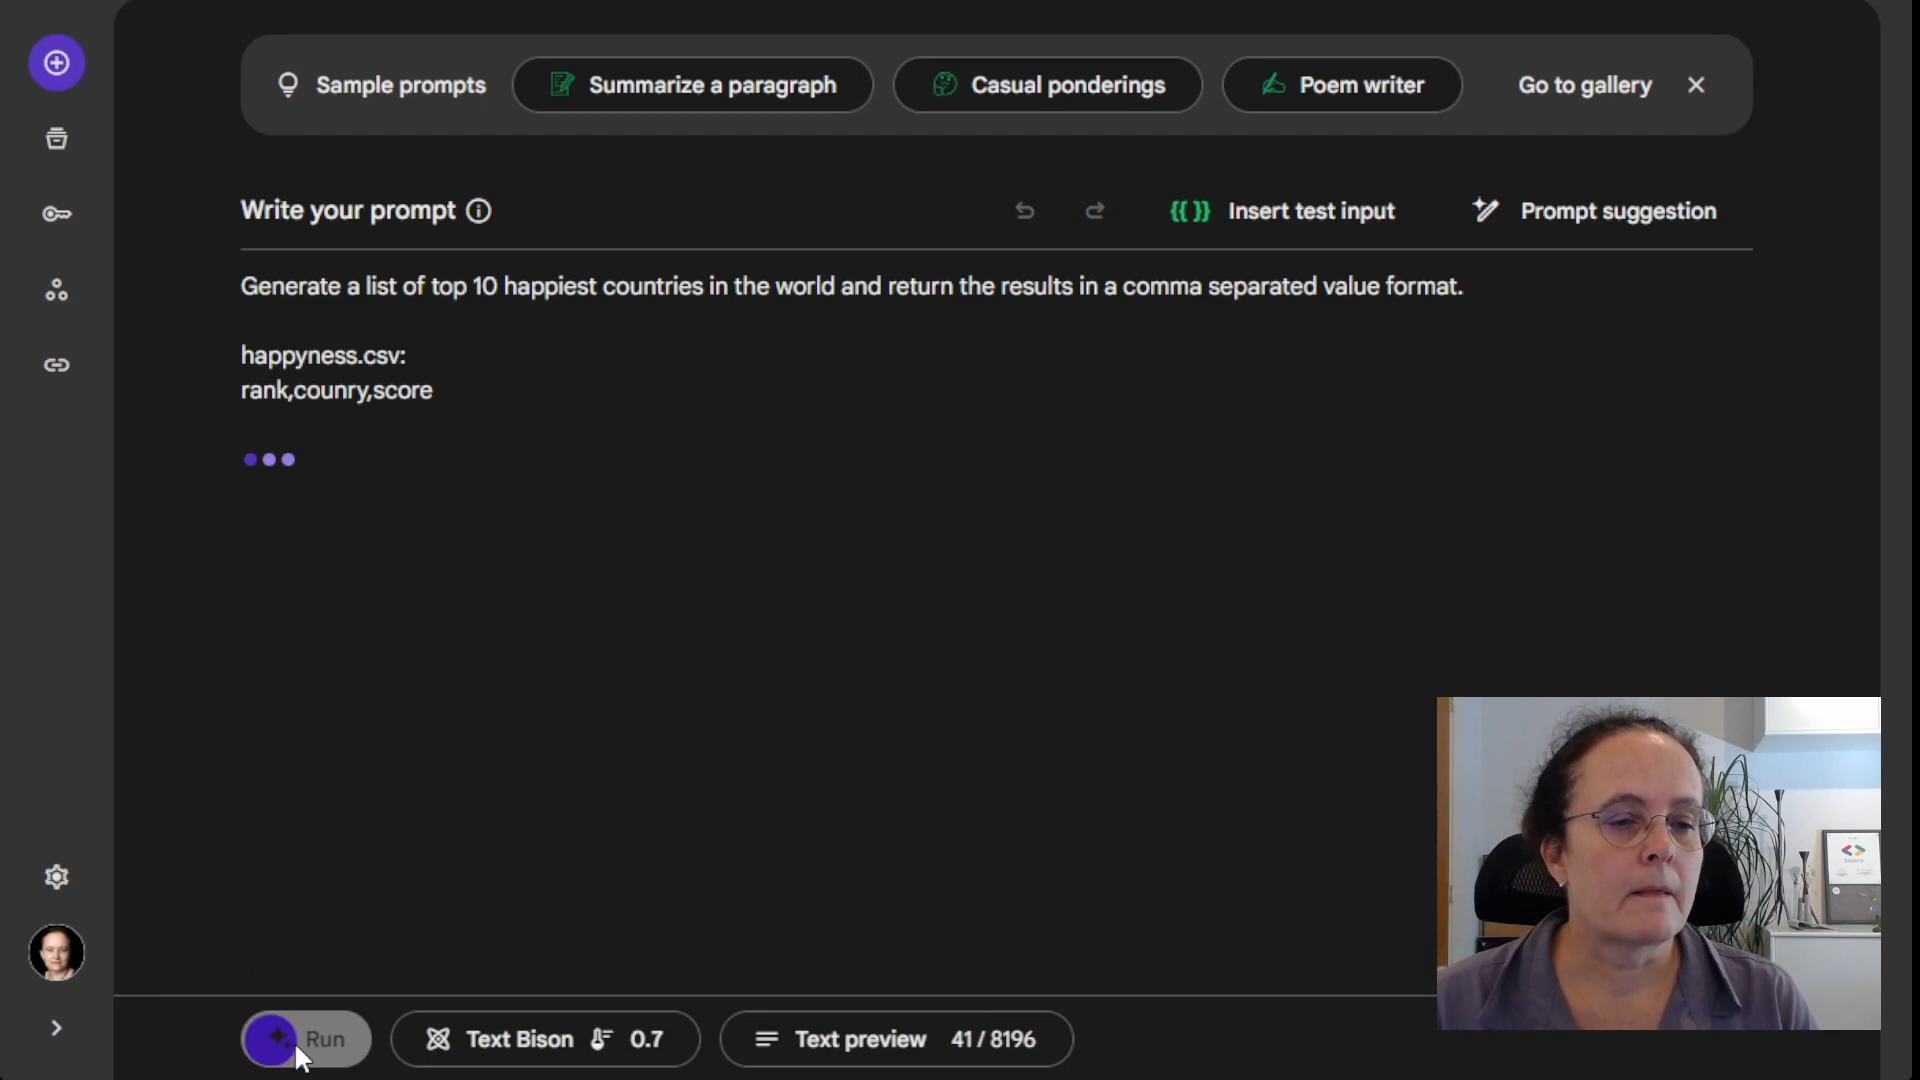 Sample prompts
Summarize a paragraph
Casual ponderings
Poem writer
Go to gallery
Write your prompt
{{ }} Insert test input
Prompt suggestion
Generate a list of top 10 happiest countries in the world and return the results in a comma separated value format.
happyness.csv:
rank,counry,score
Run
Text Bison 0.7
Text preview 41 / 8196